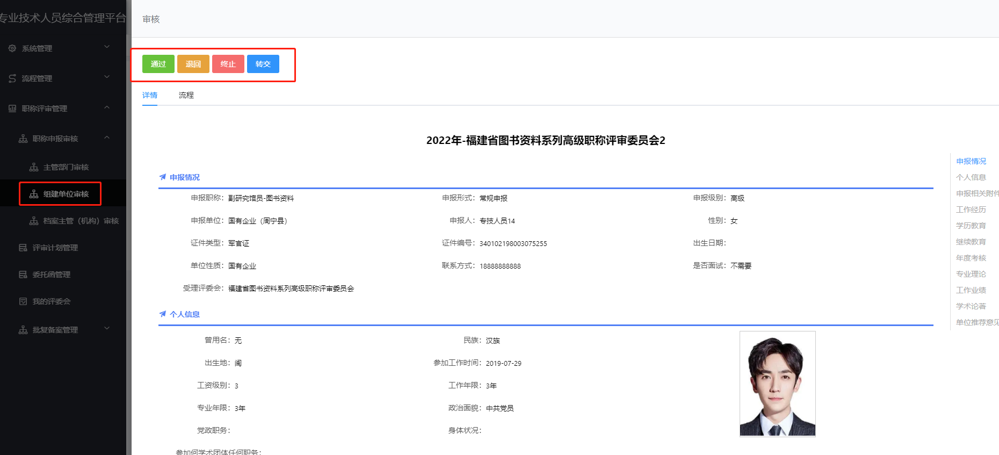 专业技术人员综合管理平台
系统管理
流程管理
职称评审管理
职称申报审核
主管部门审核
组建单位审核
档案主管（机构）审核
评审计划管理
委托函管理
我的评委会
批复备案管理
审核
通过 退回 终止 转交
详情 流程
2022年-福建省图书资料系列高级职称评审委员会2
申报情况
申报职称： 副研究馆员-图书资料 申报形式： 常规申报 申报级别： 高级
申报单位： 国有企业（周宁县） 申报人： 专技人员14 性别： 女
证件类型： 军官证 证件编号： 340102198003075255 出生日期：
单位性质： 国有企业 联系方式： 18888888888 是否面试： 不需要
受理评委会： 福建省图书资料系列高级职称评审委员会
个人信息
曾用名： 无 民族： 汉族
出生地： 闽 参加工作时间： 2019-07-29
工资级别： 3 工作年限： 3年
专业年限： 3年 政治面貌： 中共党员
党政职务： 身体状况：
参加何学术团体任何职务：
申报情况
个人信息
申报相关附件
工作经历
学历教育
继续教育
年度考核
专业理论
工作业绩
学术论著
单位推荐意见